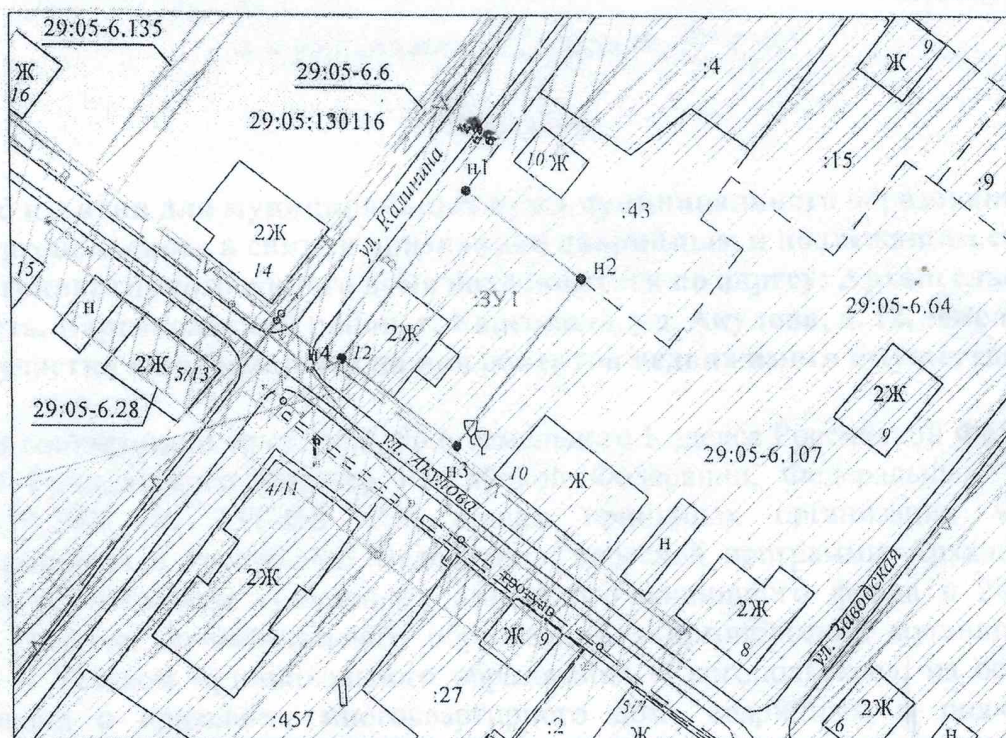 29:05-6.135
Ж
16
29:05-6.6
29:05:130116
ул. Калинина
:4
Ж
9
н1
10 Ж
:15
:9
:43
2Ж
14
15
н
н2
:ЗУ1
29:05-6.64
2Ж
12
н4
2Ж
5/13
29:05-6.28
2Ж
9
ул. Акулова
н3
10
29:05-6.107
Ж
4/11
2Ж
н
тротуар
2Ж
8
ул. Заводская
Ж 9
:457
:27
:2
5/7
Ж
2Ж
6
н